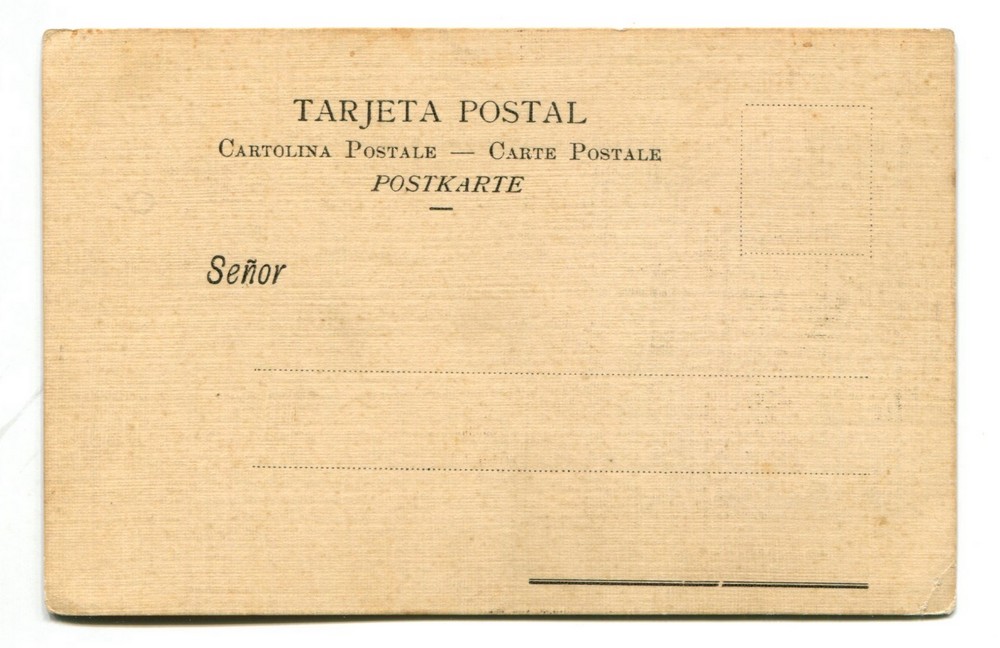 TARJETA POSTAL
CARTOLINA POSTALE — CARTE POSTALE
POSTKARTE
Señor